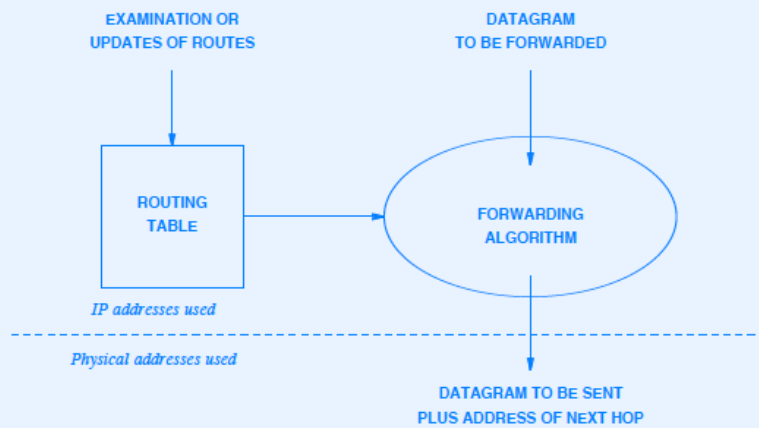 EXAMINATION OR
UPDATES OF ROUTES
DATAGRAM
TO BE FORWARDED
ROUTING
TABLE
FORWARDING
ALGORITHM
IP addresses used
Physical addresses used
DATAGRAM TO BE SENT
PLUS ADDRESS OF NEXT HOP